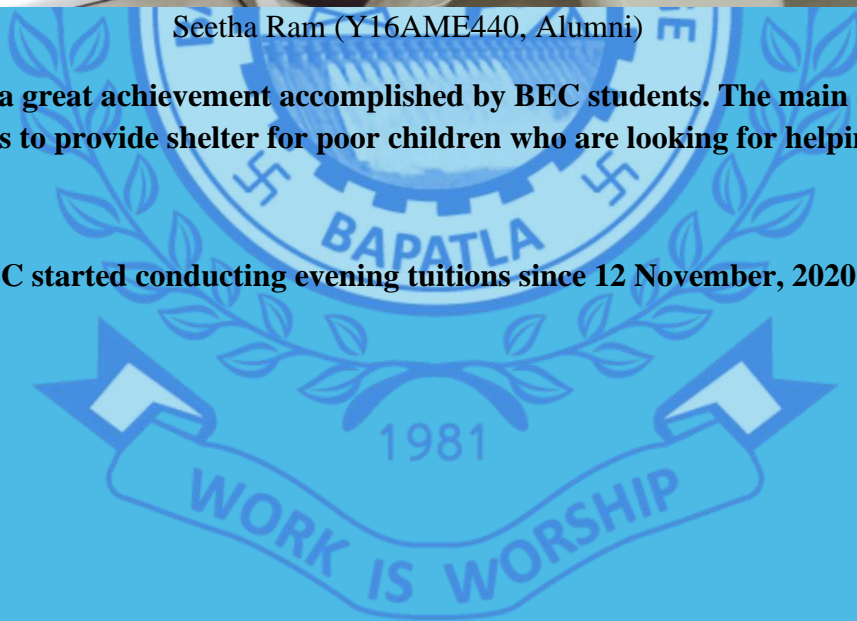 Seetha Ram (Y16AME440, Alumni)
a great achievement accomplished by BEC students. The main
s to provide shelter for poor children who are looking for helpin
BAPATLA
C started conducting evening tuitions since 12 November, 2020
1981
WORK IS WORSHIP